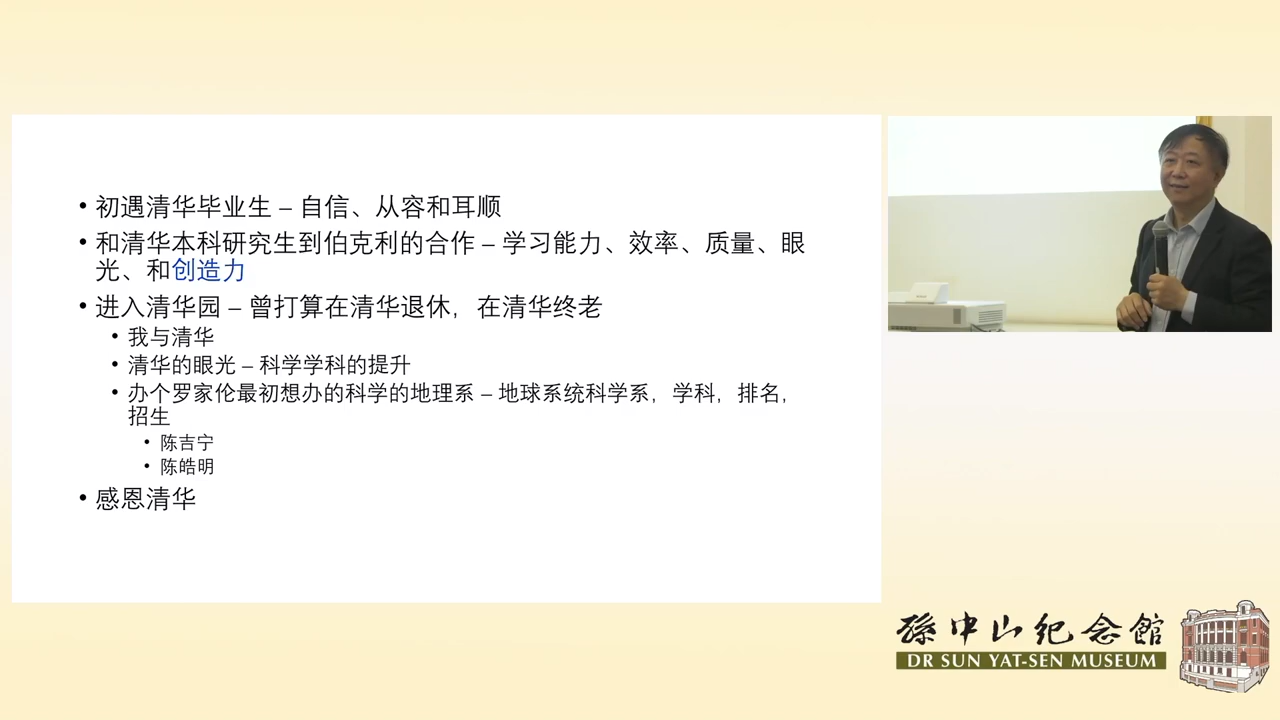 • 初遇清华毕业生 – 自信、从容和耳顺
• 和清华本科研究生到伯克利的合作 – 学习能力、效率、质量、眼
光、和创造力
• 进入清华园 – 曾打算在清华退休，在清华终老
• 我与清华
• 清华的眼光 – 科学学科的提升
• 办个罗家伦最初想办的科学的地理系 – 地球系统科学系，学科，排名，
招生
• 陈吉宁
• 陈皓明
• 感恩清华
孫中山紀念館
DR SUN YAT-SEN MUSEUM